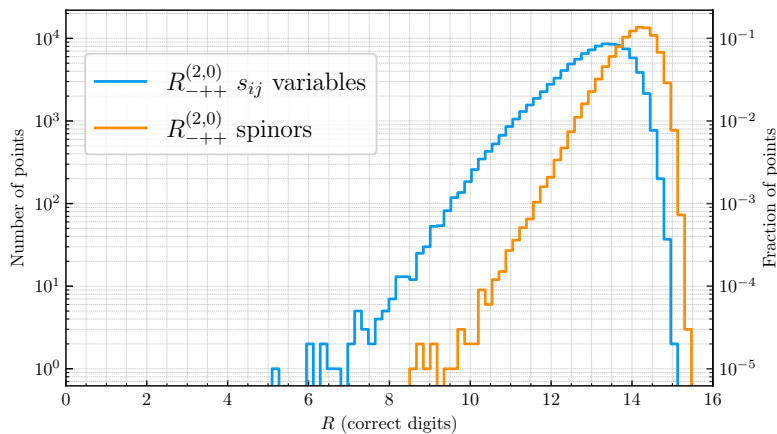 10⁴
10³
10² 
10¹
10⁰
Number of points
R₋₊₊^(2,0) sᵢⱼ variables
R₋₊₊^(2,0) spinors
10⁻¹
10⁻²
10⁻³
10⁻⁴
10⁻⁵
Fraction of points
0 2 4 6 8 10 12 14 16
R (correct digits)